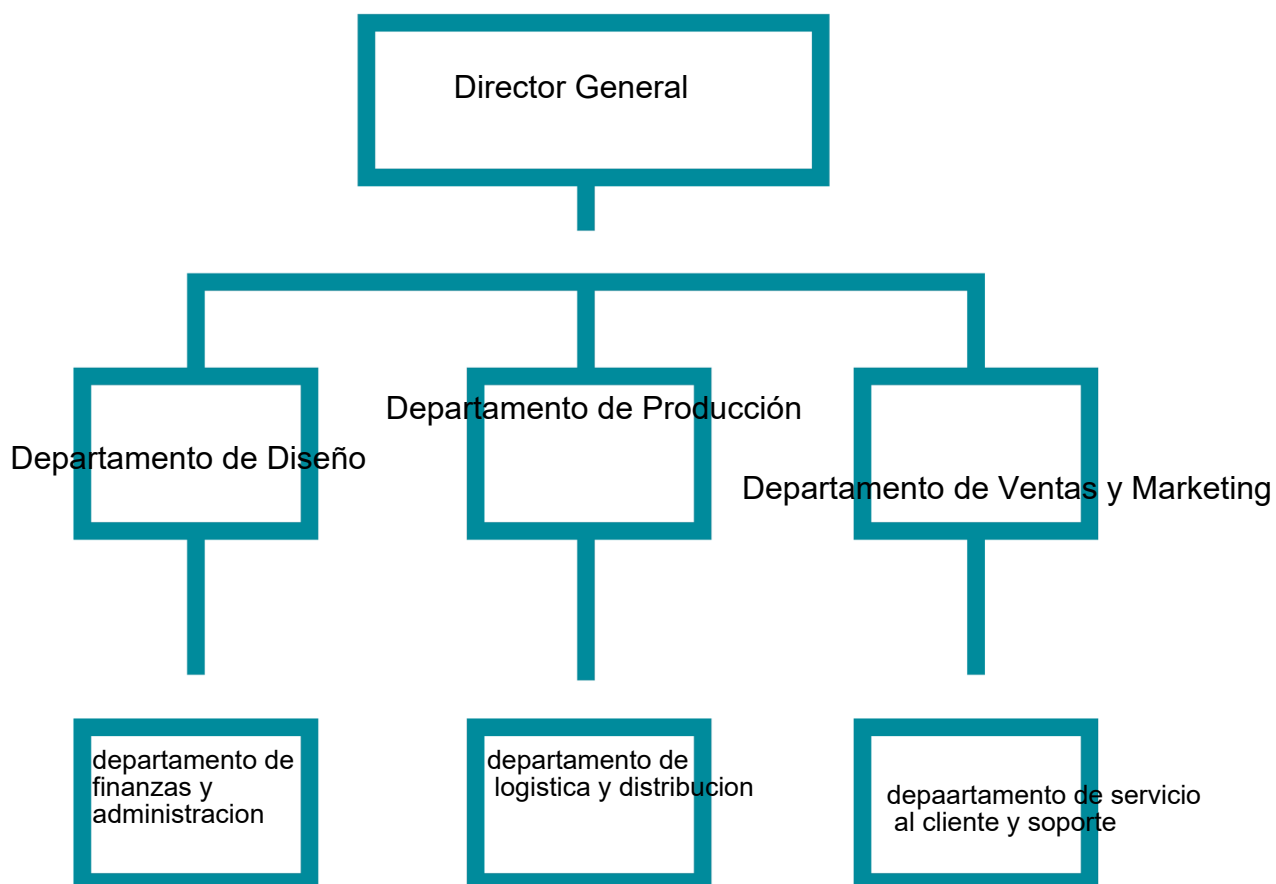 Director General
Departamento de Producción
Departamento de Diseño
Departamento de Ventas y Marketing
departamento de
finanzas y
administracion
departamento de
logistica y distribucion
depaartamento de servicio
al cliente y soporte